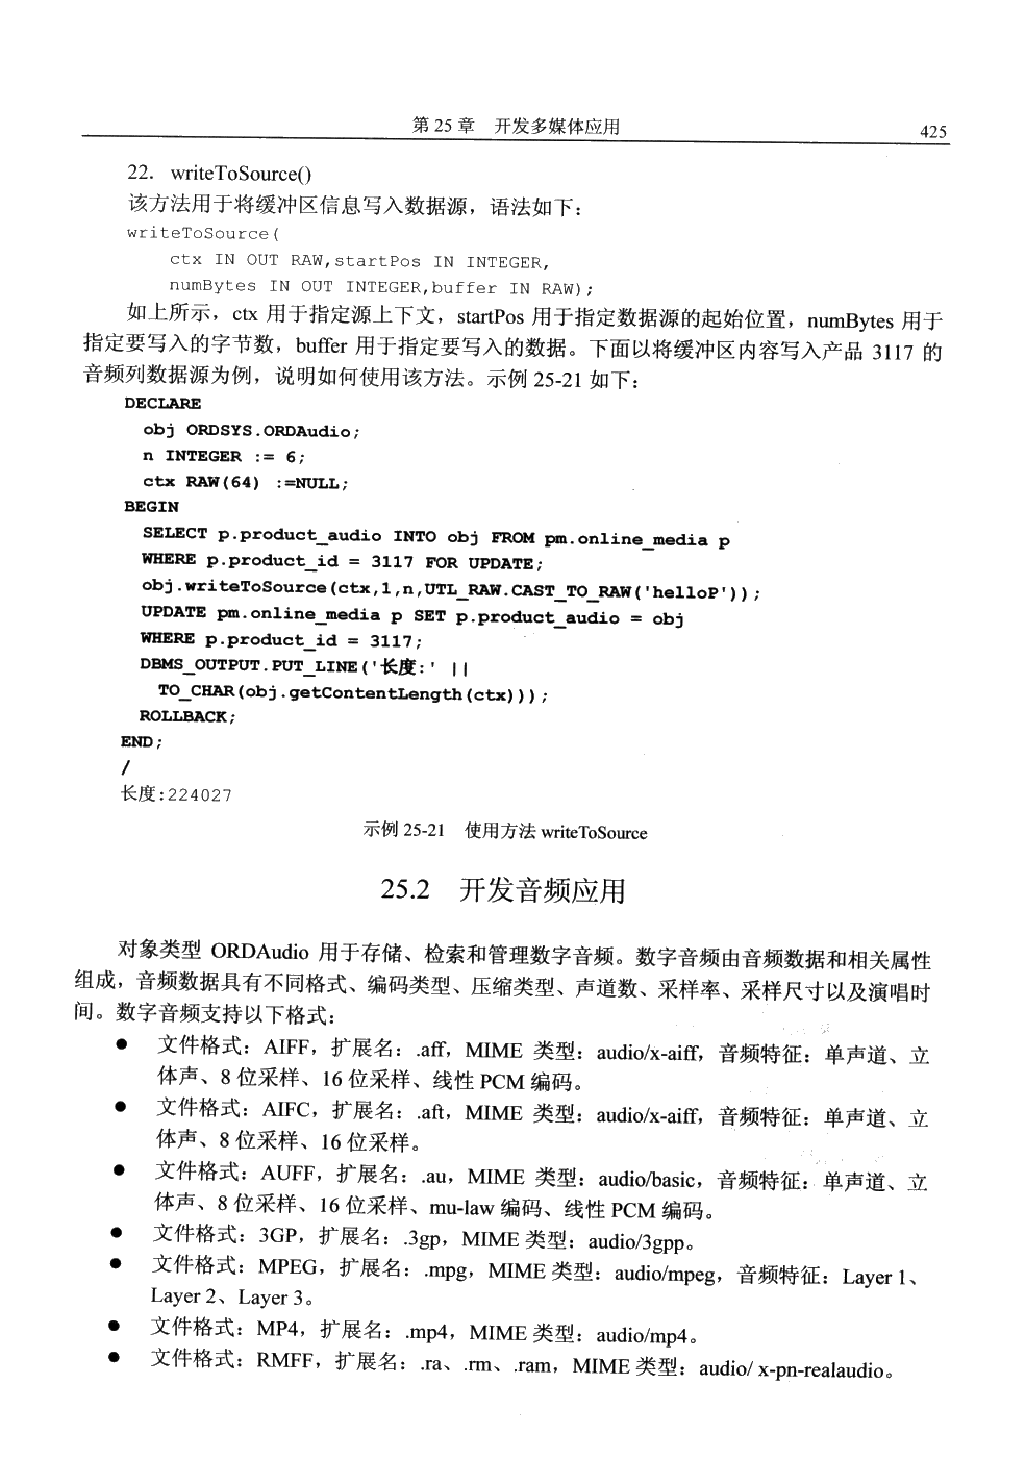 第 25 章 开发多媒体应用 425
22. writeToSource()
该方法用于将缓冲区信息写入数据源，语法如下：
writeToSource(
ctx IN OUT RAW,startPos IN INTEGER,
numBytes IN OUT INTEGER,buffer IN RAW);
如上所示，ctx 用于指定源上下文，startPos 用于指定数据源的起始位置，numBytes 用于
指定要写入的字节数，buffer 用于指定要写入的数据。下面以将缓冲区内容写入产品 3117 的
音频列数据源为例，说明如何使用该方法。示例 25-21 如下：
DECLARE
obj ORDSYS.ORDAudio;
n INTEGER := 6;
ctx RAW(64) :=NULL;
BEGIN
SELECT p.product_audio INTO obj FROM pm.online_media p
WHERE p.product_id = 3117 FOR UPDATE;
obj.writeToSource(ctx,1,n,UTL_RAW.CAST_TO_RAW('helloP'));
UPDATE pm.online_media p SET p.product_audio = obj
WHERE p.product_id = 3117;
DBMS_OUTPUT.PUT_LINE('长度:' ||
TO_CHAR(obj.getContentLength(ctx)));
ROLLBACK;
END;
/
长度:224027
示例 25-21 使用方法 writeToSource
25.2 开发音频应用
对象类型 ORDAudio 用于存储、检索和管理数字音频。数字音频由音频数据和相关属性
组成，音频数据具有不同格式、编码类型、压缩类型、声道数、采样率、采样尺寸以及演唱时
间。数字音频支持以下格式：
● 文件格式：AIFF，扩展名：.aff，MIME 类型：audio/x-aiff，音频特征：单声道、立
体声、8 位采样、16 位采样、线性 PCM 编码。
● 文件格式：AIFC，扩展名：.aft，MIME 类型：audio/x-aiff，音频特征：单声道、立
体声、8 位采样、16 位采样。
● 文件格式：AUFF，扩展名：.au，MIME 类型：audio/basic，音频特征：单声道、立
体声、8 位采样、16 位采样、mu-law 编码、线性 PCM 编码。
● 文件格式：3GP，扩展名：.3gp，MIME 类型：audio/3gpp。
● 文件格式：MPEG，扩展名：.mpg，MIME 类型：audio/mpeg，音频特征：Layer 1、
Layer 2、Layer 3。
● 文件格式：MP4，扩展名：.mp4，MIME 类型：audio/mp4。
● 文件格式：RMFF，扩展名：.ra、.rm、.ram，MIME 类型：audio/ x-pn-realaudio。